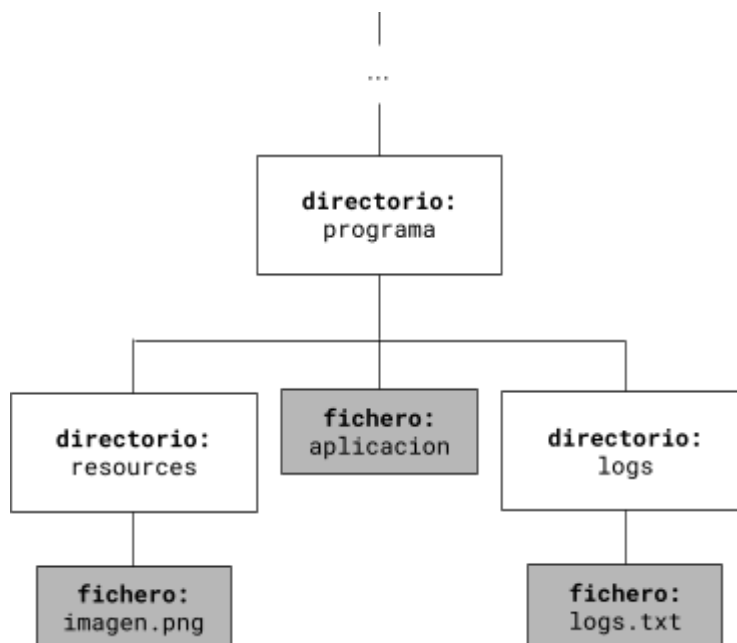 ...
directorio:
programa
directorio:
resources
fichero:
aplicacion
directorio:
logs
fichero:
imagen.png
fichero:
logs.txt